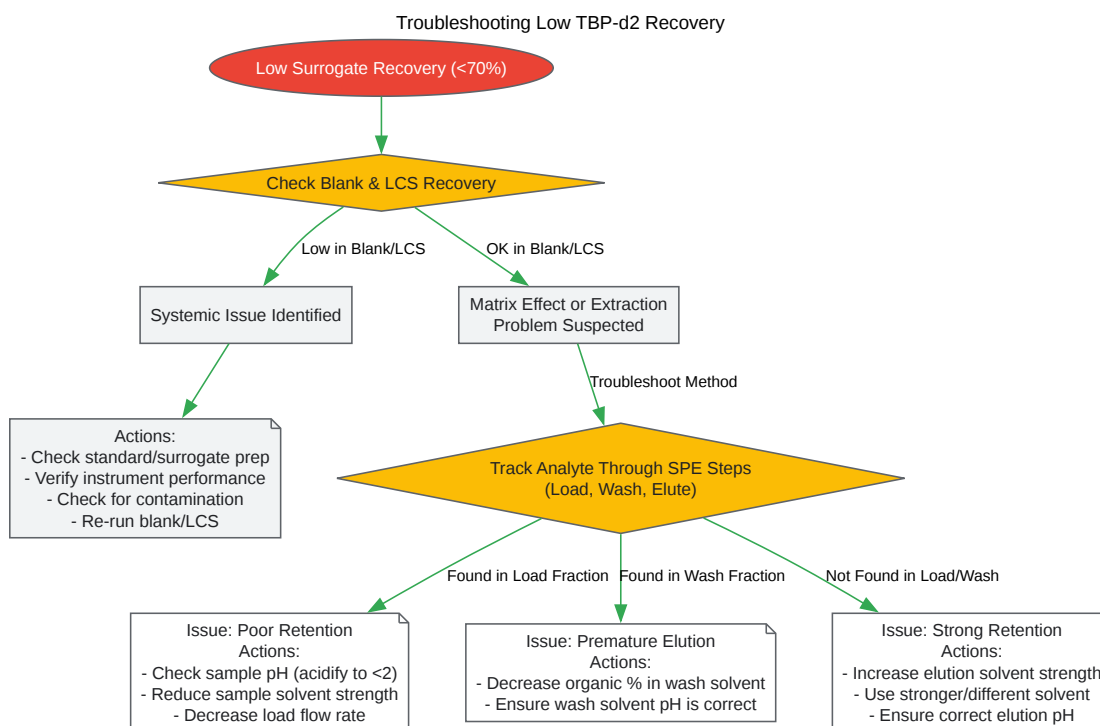 Troubleshooting Low TBP-d2 Recovery
Low Surrogate Recovery (<70%)
Check Blank & LCS Recovery
Low in Blank/LCS
OK in Blank/LCS
Systemic Issue Identified
Matrix Effect or Extraction
Problem Suspected
Troubleshoot Method
Actions:
- Check standard/surrogate prep
- Verify instrument performance
- Check for contamination
- Re-run blank/LCS
Track Analyte Through SPE Steps
(Load, Wash, Elute)
Found in Load Fraction
Found in Wash Fraction
Not Found in Load/Wash
Issue: Poor Retention
Actions:
- Check sample pH (acidify to <2)
- Reduce sample solvent strength
- Decrease load flow rate
Issue: Premature Elution
Actions:
- Decrease organic % in wash solvent
- Ensure wash solvent pH is correct
Issue: Strong Retention
Actions:
- Increase elution solvent strength
- Use stronger/different solvent
- Ensure correct elution pH